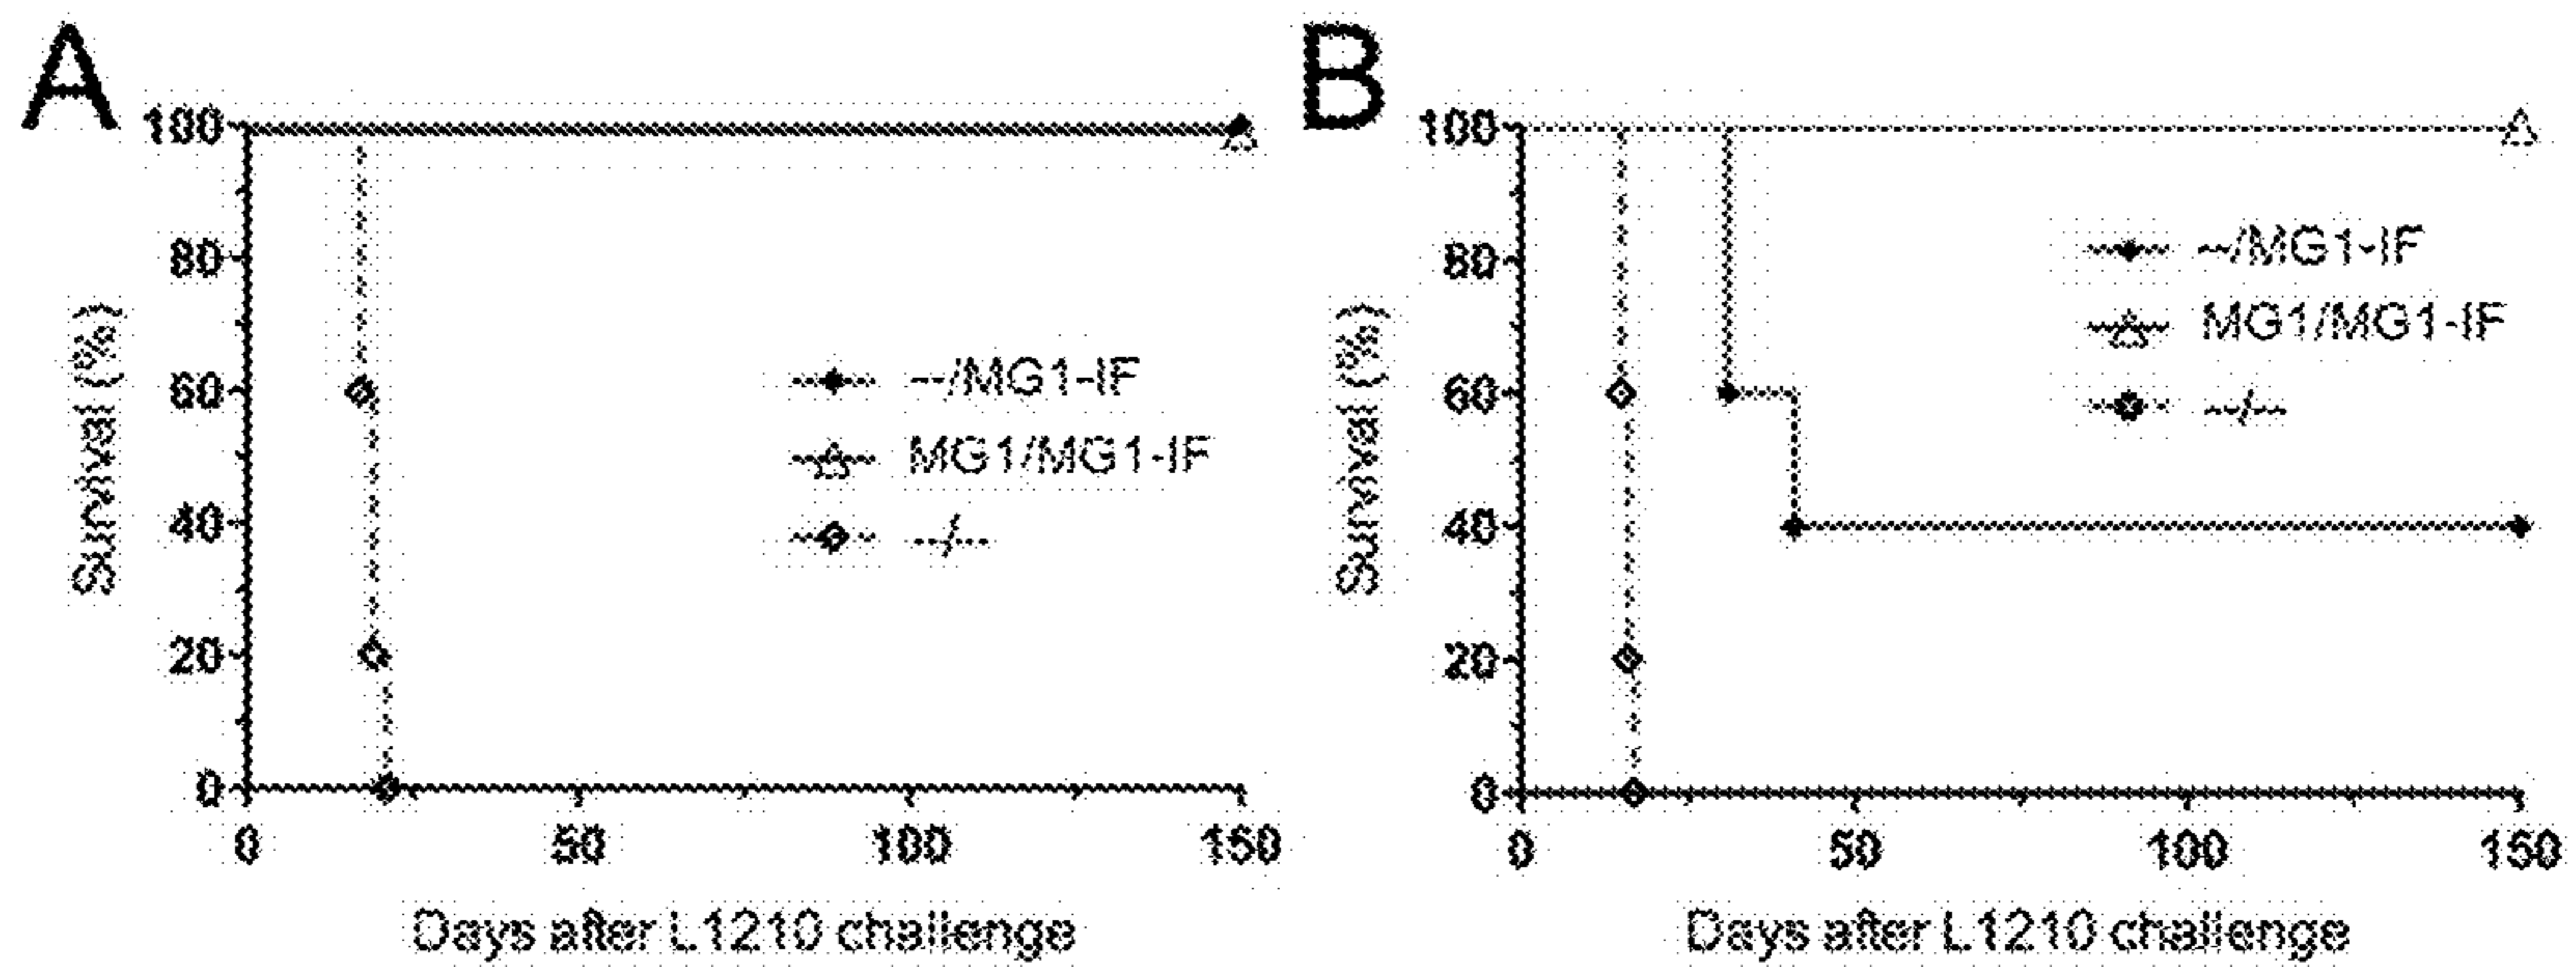 A
100
80
60
40
20
0
0 50 100 150
Survival (%)
Days after L1210 challenge
--/MG1-IF
MG1/MG1-IF
--/--
B
100
80
60
40
20
0
0 50 100 150
Survival (%)
Days after L1210 challenge
--/MG1-IF
MG1/MG1-IF
--/--